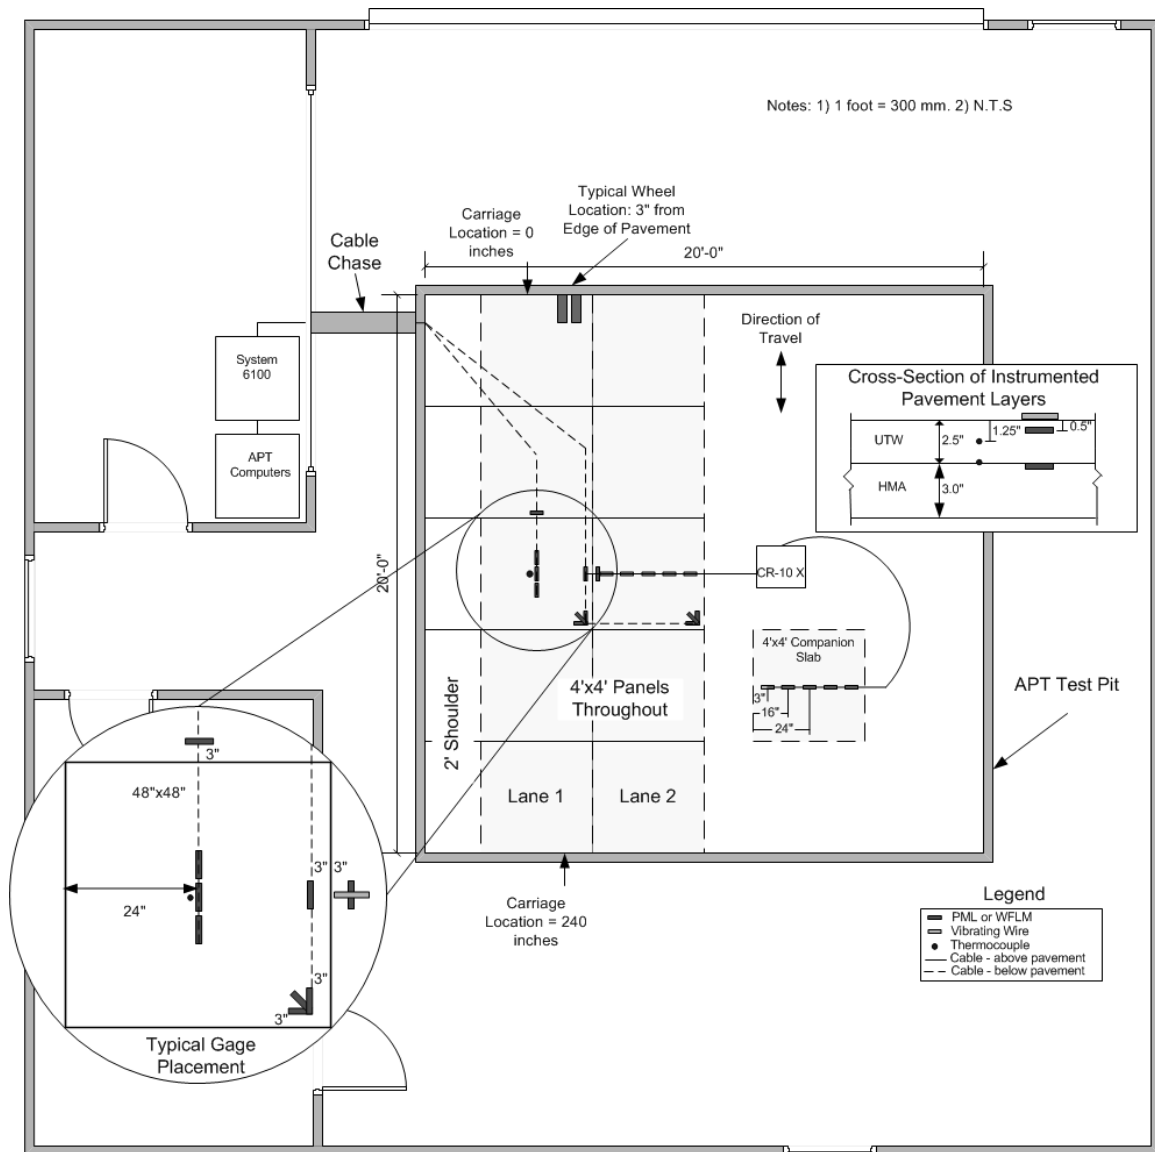 Notes: 1) 1 foot = 300 mm. 2) N.T.S
Typical Wheel
Location: 3" from
Edge of Pavement
Carriage
Location = 0
inches
Cable
Chase
20'-0"
Direction of
Travel
System
6100
APT
Computers
Cross-Section of Instrumented
Pavement Layers
UTW
2.5"
1.25"
0.5"
HMA
3.0"
20'-0"
CR-10 X
4'x4' Companion
Slab
3"
16"
24"
2' Shoulder
4'x4' Panels
Throughout
APT Test Pit
Lane 1
Lane 2
3"
48"x48"
3" 3"
24"
3"
3"
Typical Gage
Placement
Carriage
Location = 240
inches
Legend
PML or WFLM
Vibrating Wire
Thermocouple
Cable - above pavement
Cable - below pavement